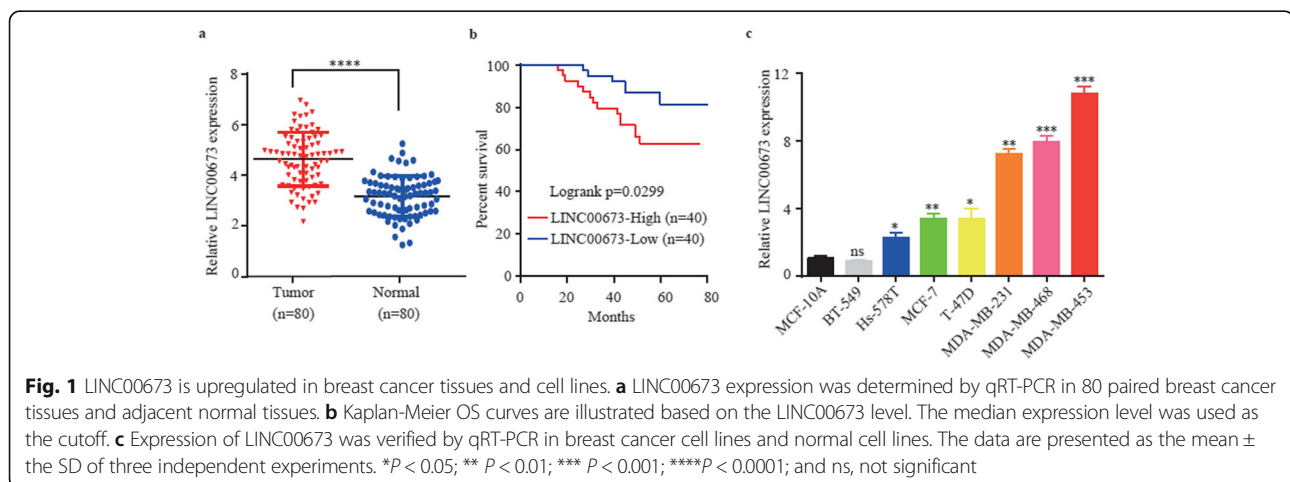 a
****
Relative LINC00673 expression
8
6
4
2
0
Tumor
(n=80)
Normal
(n=80)
b
Percent survival
100
80
60
40
20
0
Logrank p=0.0299
LINC00673-High (n=40)
LINC00673-Low (n=40)
0
20
40
60
80
Months
c
Relative LINC00673 expression
12
8
4
0
ns
*
**
*
**
***
***
MCF-10A
BT-549
Hs-578T
MCF-7
T-47D
MDA-MB-231
MDA-MB-468
MDA-MB-453
Fig. 1 LINC00673 is upregulated in breast cancer tissues and cell lines. a LINC00673 expression was determined by qRT-PCR in 80 paired breast cancer
tissues and adjacent normal tissues. b Kaplan-Meier OS curves are illustrated based on the LINC00673 level. The median expression level was used as
the cutoff. c Expression of LINC00673 was verified by qRT-PCR in breast cancer cell lines and normal cell lines. The data are presented as the mean ±
the SD of three independent experiments. *P < 0.05; ** P < 0.01; *** P < 0.001; ****P < 0.0001; and ns, not significant